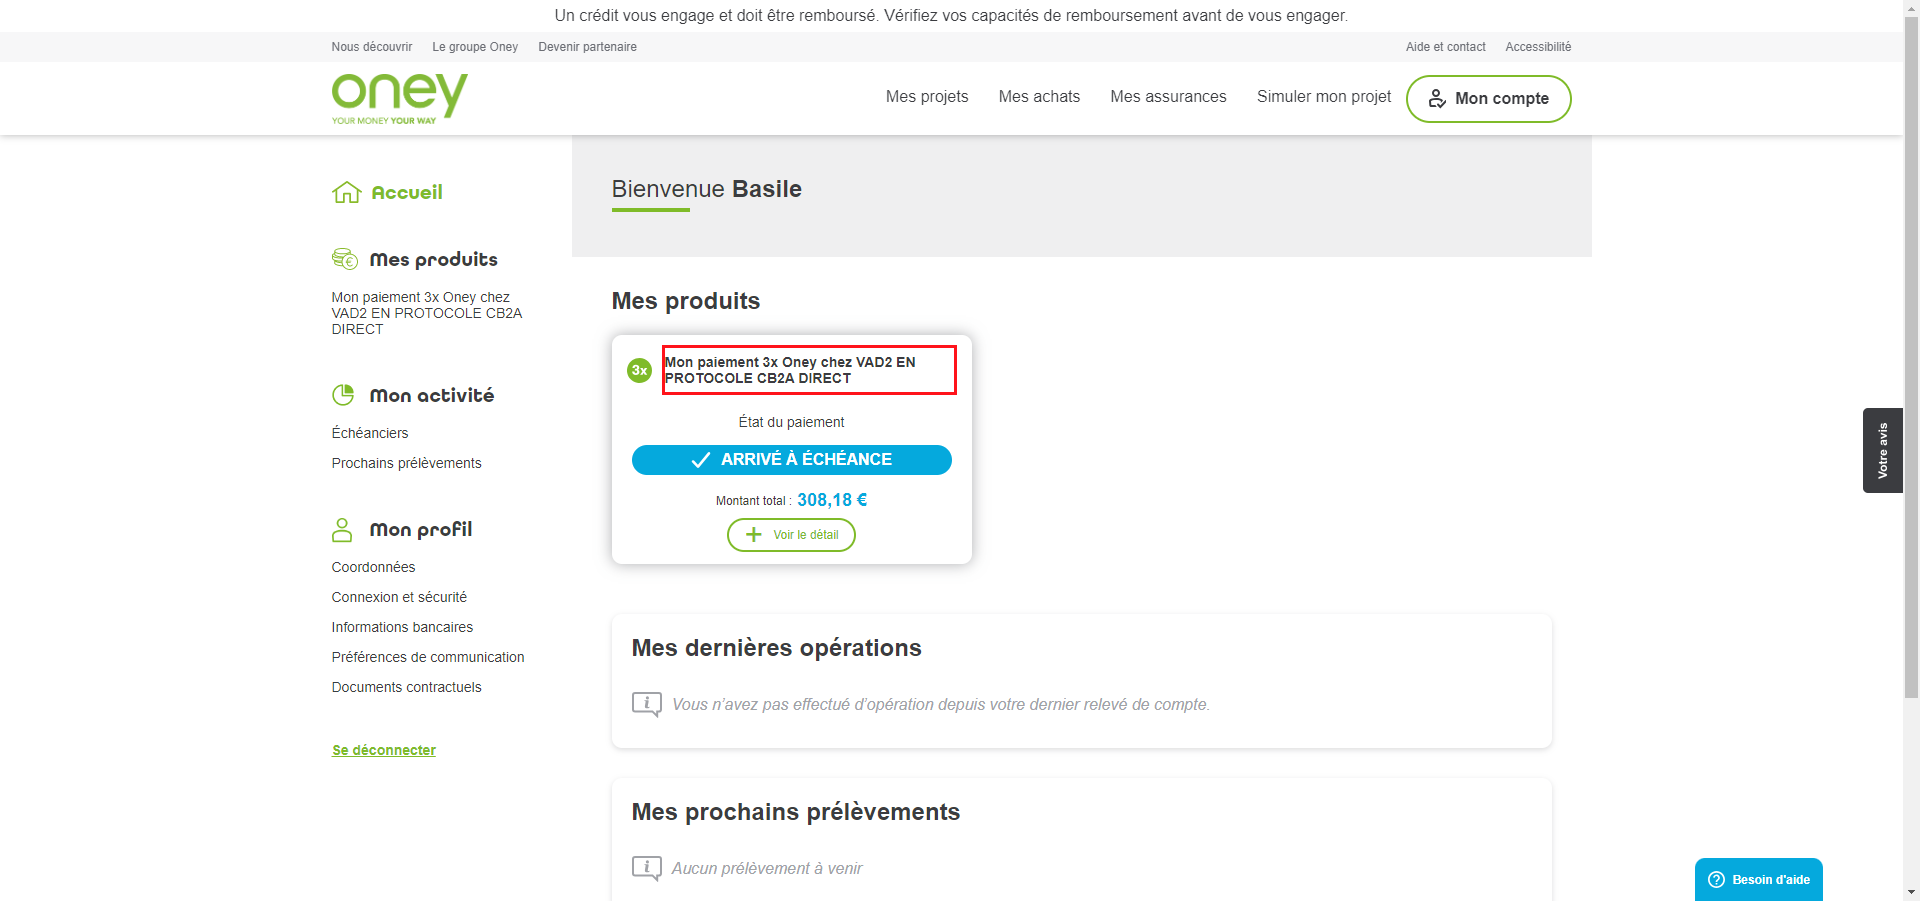 Un crédit vous engage et doit être remboursé. Vérifiez vos capacités de remboursement avant de vous engager.
Nous découvrir Le groupe Oney Devenir partenaire Aide et contact Accessibilité
oney
YOUR MONEY YOUR WAY
Mes projets Mes achats Mes assurances Simuler mon projet Mon compte
Accueil
Mes produits
Mon paiement 3x Oney chez
VAD2 EN PROTOCOLE CB2A
DIRECT
Mon activité
Échéanciers
Prochains prélèvements
Mon profil
Coordonnées
Connexion et sécurité
Informations bancaires
Préférences de communication
Documents contractuels
Se déconnecter
Bienvenue Basile
Mes produits
3x
Mon paiement 3x Oney chez VAD2 EN
PROTOCOLE CB2A DIRECT
État du paiement
ARRIVÉ À ÉCHÉANCE
Montant total : 308,18 €
Voir le détail
Mes dernières opérations
Vous n’avez pas effectué d’opération depuis votre dernier relevé de compte.
Mes prochains prélèvements
Aucun prélèvement à venir
Votre avis
Besoin d'aide